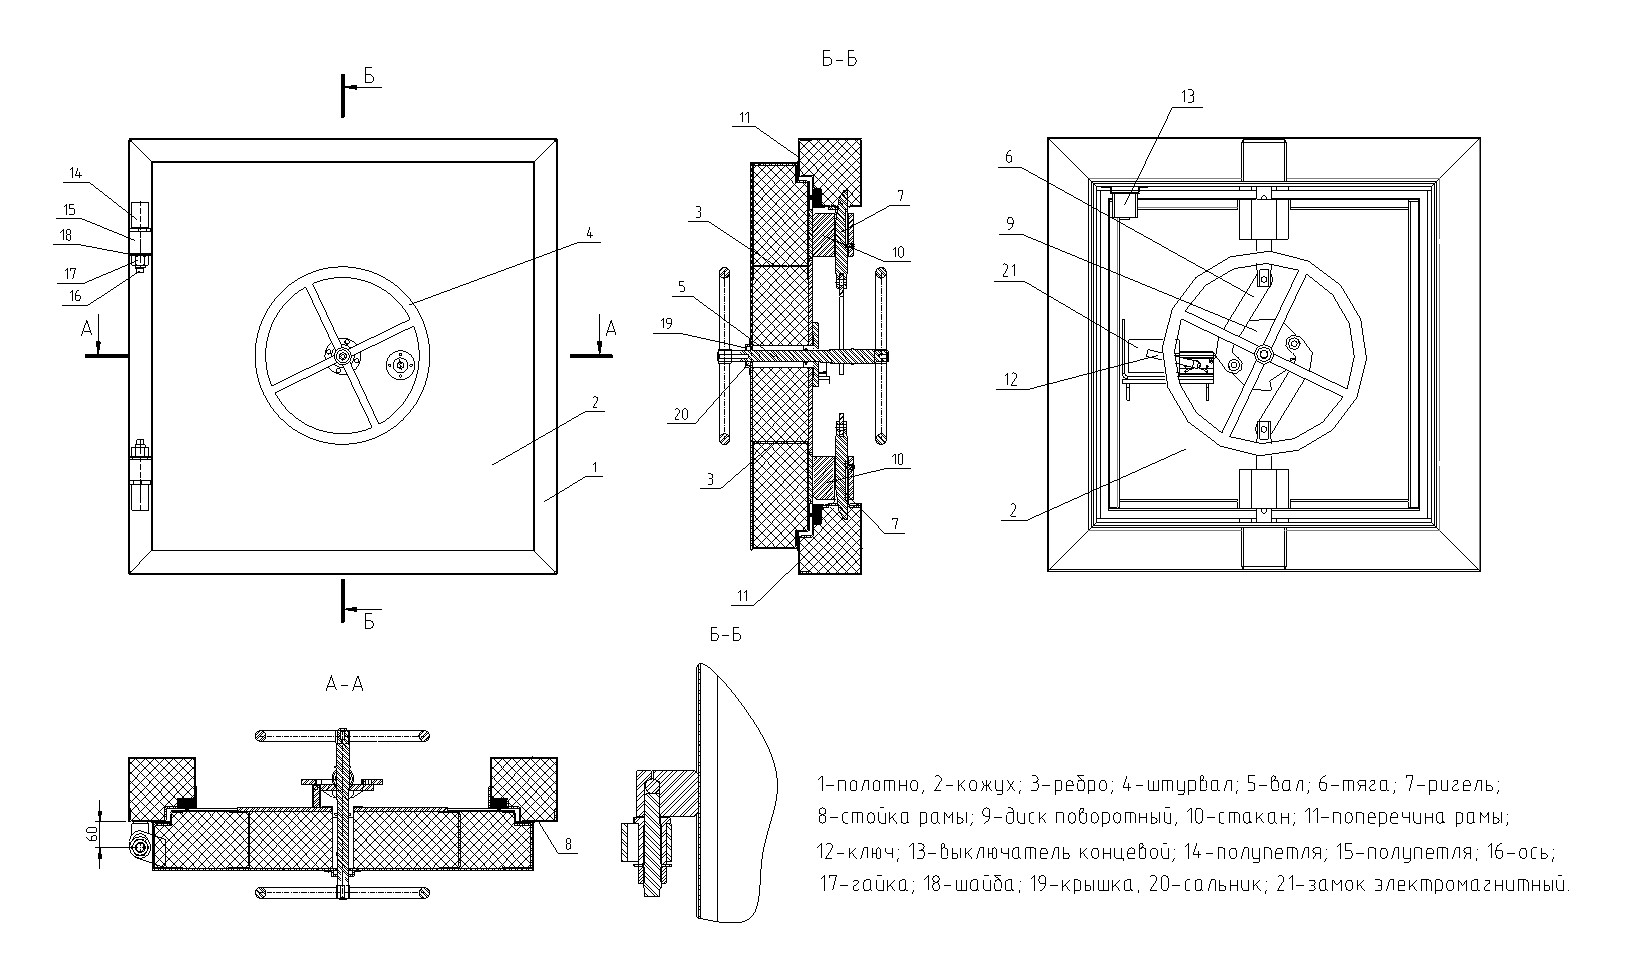 Б
Б-Б
13
11
14
6
15
18
17
16
4
3
7
9
10
5
21
19
А
А
12
20
2
1
3
10
7
2
11
Б
Б-Б
А-А
60
8
1-полотно, 2-кожух; 3-ребро; 4-штурвал; 5-вал; 6-тяга; 7-ригель;
8-стойка рамы; 9-диск поворотный, 10-стакан; 11-поперечина рамы;
12-ключ; 13-выключатель концевой; 14-полупетля; 15-полупетля; 16-ось;
17-гайка; 18-шайба; 19-крышка, 20-сальник; 21-замок электромагнитный.